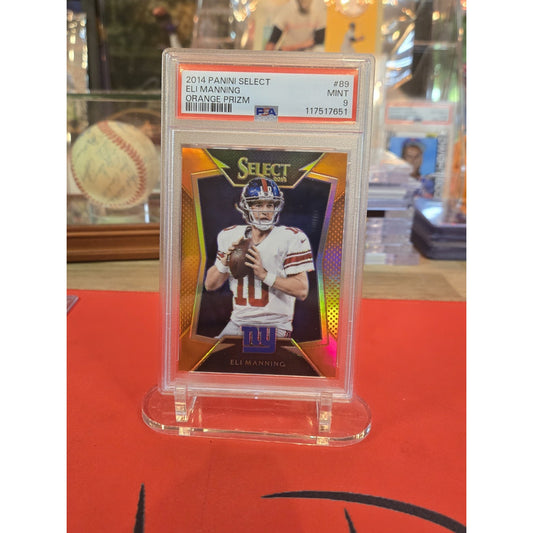 2014 PANINI SELECT #89
ELI MANNING MINT
ORANGE PRIZM 9
PSA 117517651
SELECT
10
NY
ELI MANNING